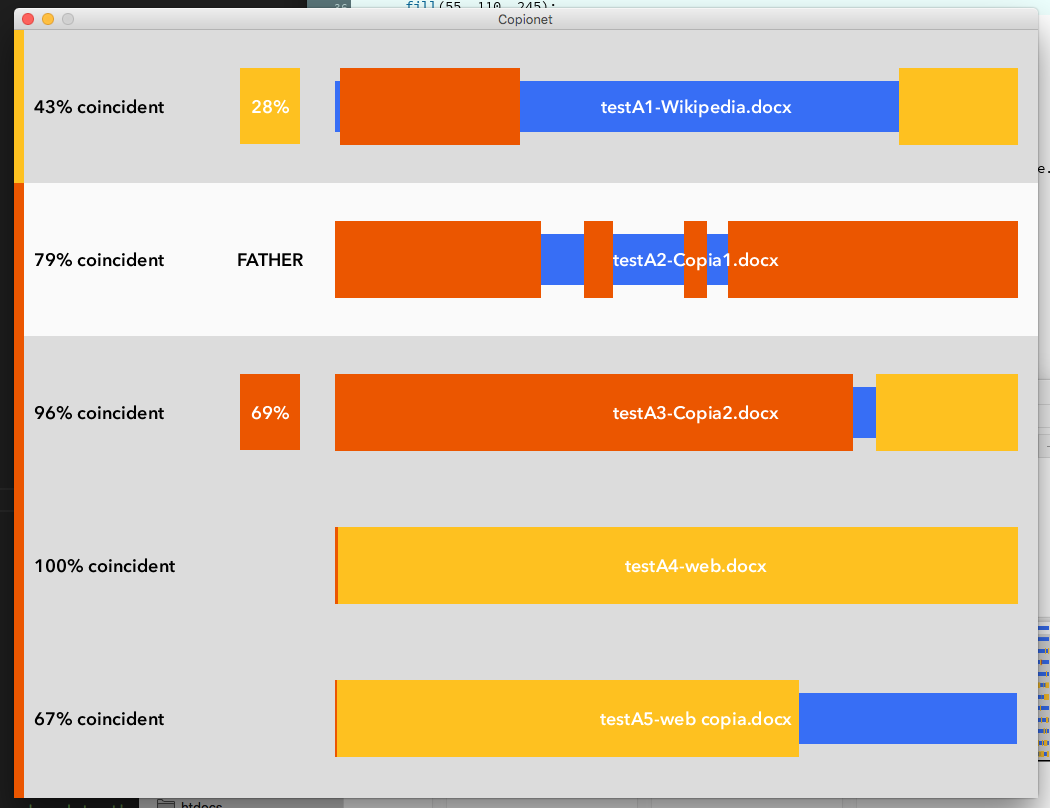 36 fill(55, 110, 245);
Copionet
43% coincident 28% testA1-Wikipedia.docx
e.
79% coincident FATHER testA2-Copia1.docx
96% coincident 69% testA3-Copia2.docx
100% coincident testA4-web.docx
67% coincident testA5-web copia.docx
htdocs